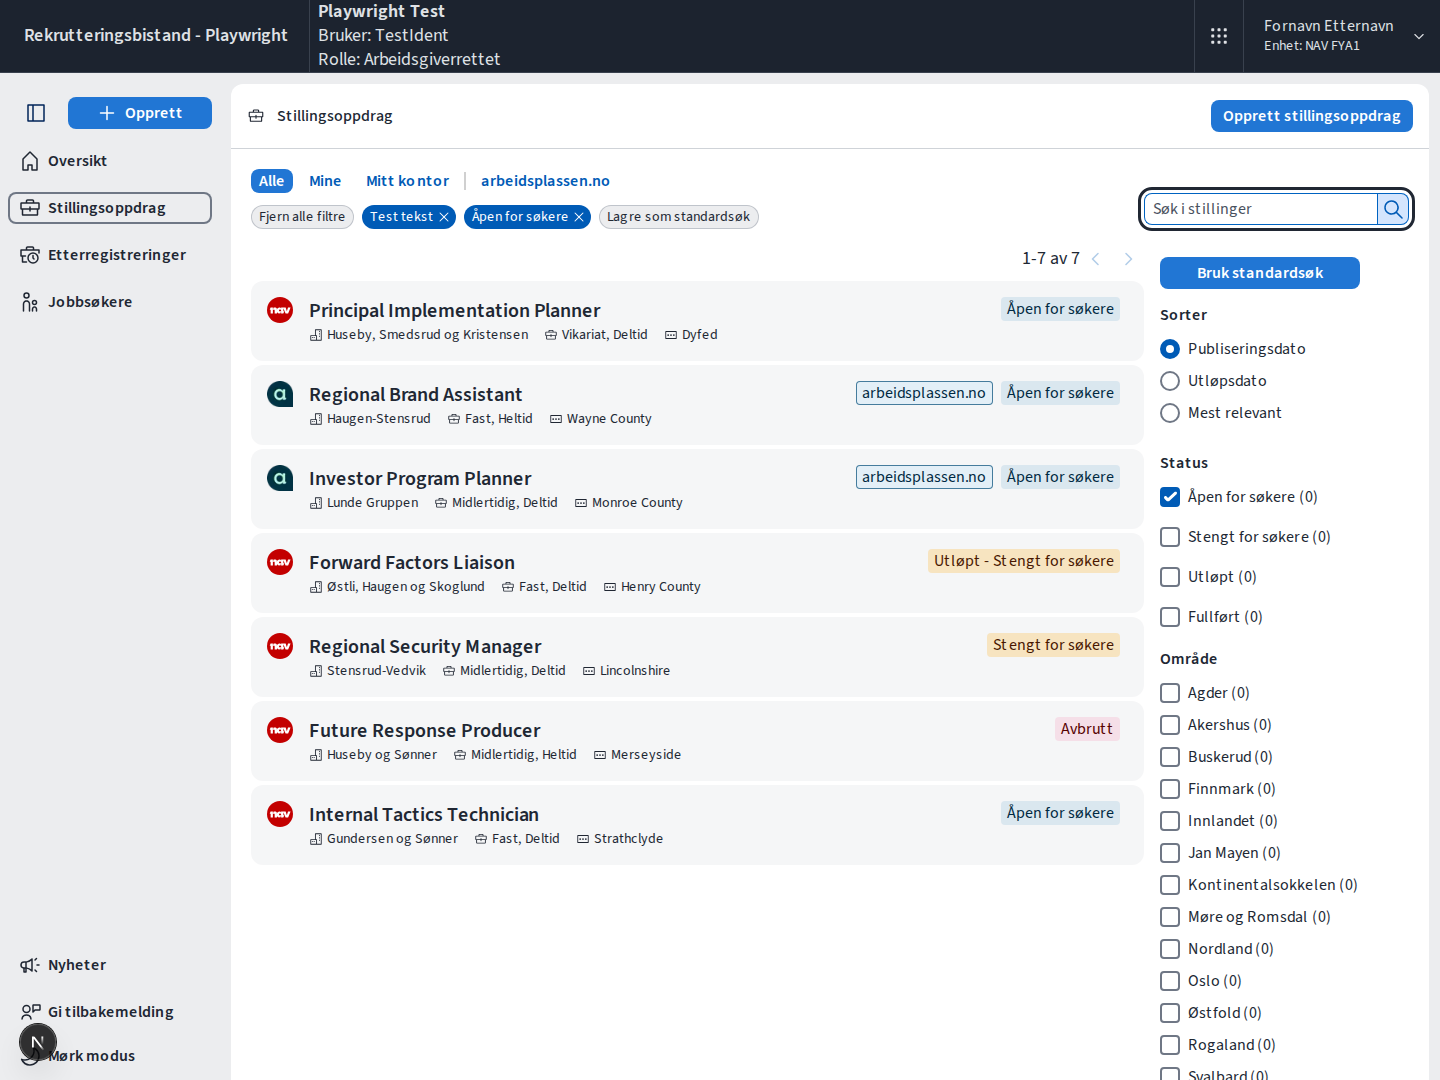 Rekrutteringsbistand - Playwright
Playwright Test
Bruker: TestIdent
Rolle: Arbeidsgiverrettet
Fornavn Etternavn
Enhet: NAV FYA1
Opprett
Oversikt
Stillingsoppdrag
Etterregistreringer
Jobbsøkere
Nyheter
Gi tilbakemelding
N
Mørk modus
Stillingsoppdrag
Opprett stillingsoppdrag
Alle Mine Mitt kontor arbeidsplassen.no
Fjern alle filtre Test tekst Åpen for søkere Lagre som standardsøk
1-7 av 7
nav Principal Implementation Planner Åpen for søkere
Huseby, Smedsrud og Kristensen Vikariat, Deltid Dyfed
a Regional Brand Assistant arbeidsplassen.no Åpen for søkere
Haugen-Stensrud Fast, Heltid Wayne County
a Investor Program Planner arbeidsplassen.no Åpen for søkere
Lunde Gruppen Midlertidig, Deltid Monroe County
nav Forward Factors Liaison Utløpt - Stengt for søkere
Østli, Haugen og Skoglund Fast, Deltid Henry County
nav Regional Security Manager Stengt for søkere
Stensrud-Vedvik Midlertidig, Deltid Lincolnshire
nav Future Response Producer Avbrutt
Huseby og Sønner Midlertidig, Heltid Merseyside
nav Internal Tactics Technician Åpen for søkere
Gundersen og Sønner Fast, Deltid Strathclyde
Søk i stillinger
Bruk standardsøk
Sorter
Publiseringsdato
Utløpsdato
Mest relevant
Status
Åpen for søkere (0)
Stengt for søkere (0)
Utløpt (0)
Fullført (0)
Område
Agder (0)
Akershus (0)
Buskerud (0)
Finnmark (0)
Innlandet (0)
Jan Mayen (0)
Kontinentalsokkelen (0)
Møre og Romsdal (0)
Nordland (0)
Oslo (0)
Østfold (0)
Rogaland (0)
Svalbard (0)